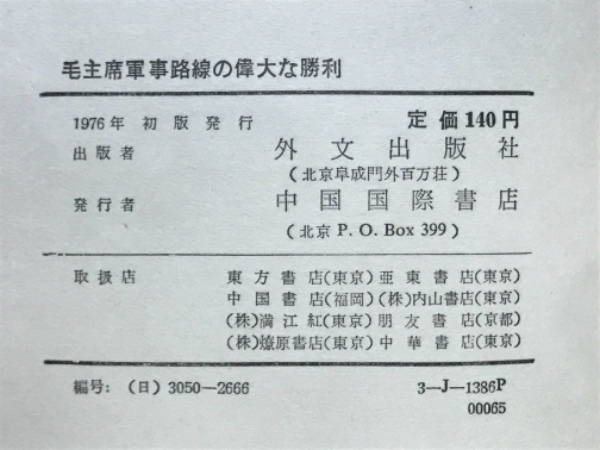 毛主席軍事路線の偉大な勝利
1976年 初版発行 定価140円
出版者 外文出版社
(北京阜成門外百万荘)
発行者 中国国際書店
(北京 P. O. Box 399)
取扱店 東方書店(東京) 亜東書店(東京)
中国書店(福岡) (株)内山書店(東京)
(株)満江紅(東京) 朋友書店(京都)
(株)燎原書店(東京) 中華書店(東京)
編号: (日) 3050—2666 3—J—1386P
00065